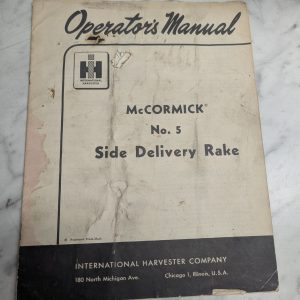 Operator's Manual
IH
INTERNATIONAL
HARVESTER
McCORMICK®
No. 5
Side Delivery Rake
INTERNATIONAL HARVESTER COMPANY
180 North Michigan Ave. Chicago 1, Illinois, U.S.A.